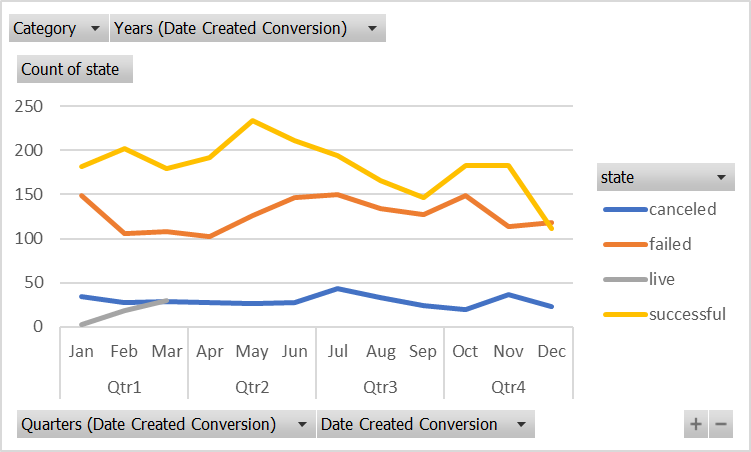 Category Years (Date Created Conversion)
Count of state
250
200
150
100
50
0
Jan Feb Mar Apr May Jun Jul Aug Sep Oct Nov Dec
Qtr1 Qtr2 Qtr3 Qtr4
state
canceled
failed
live
successful
Quarters (Date Created Conversion) Date Created Conversion
+ −